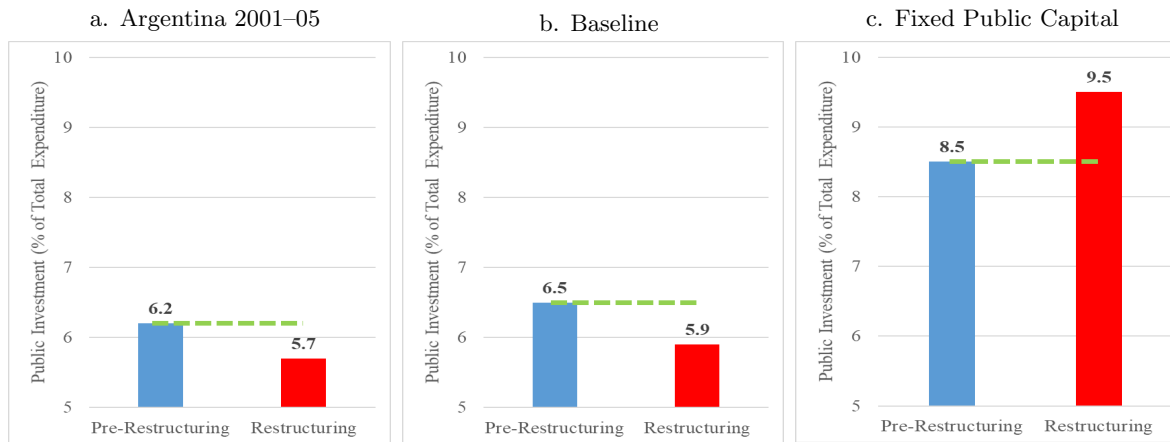 a. Argentina 2001–05
Public Investment (% of Total Expenditure)
10
9
8
7
6
5
6.2
5.7
Pre-Restructuring
Restructuring
b. Baseline
Public Investment (% of Total Expenditure)
10
9
8
7
6
5
6.5
5.9
Pre-Restructuring
Restructuring
c. Fixed Public Capital
Public Investment (% of Total Expenditure)
10
9
8
7
6
5
8.5
9.5
Pre-Restructuring
Restructuring